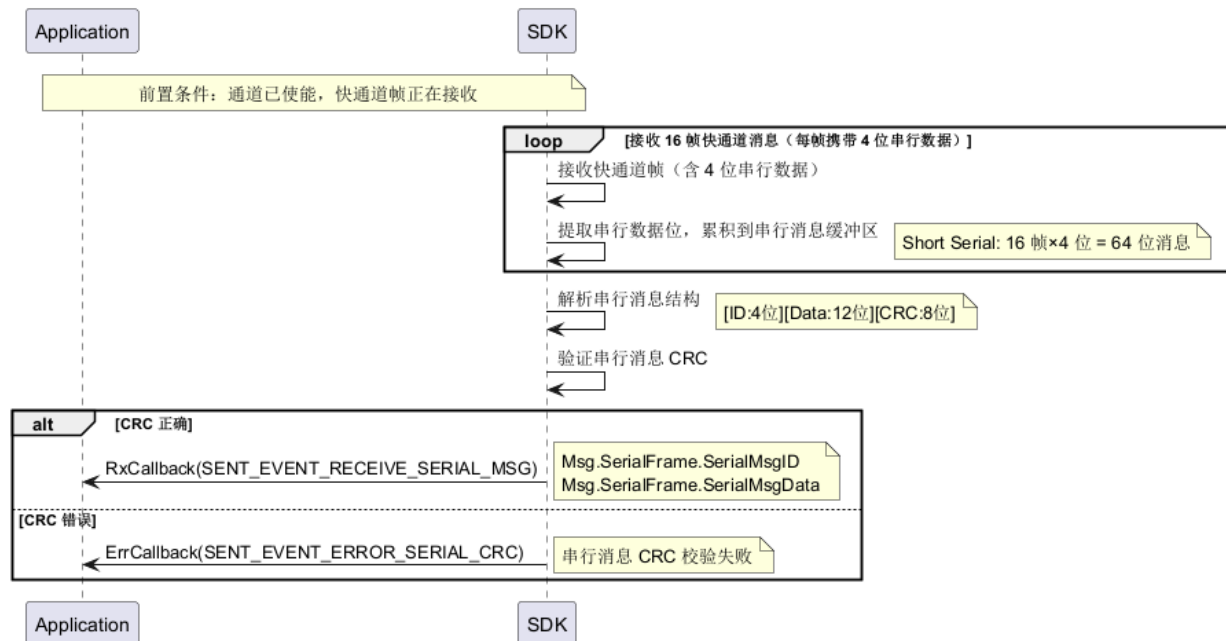 Application
SDK
前置条件：通道已使能，快通道帧正在接收
loop
[接收 16 帧快通道消息（每帧携带 4 位串行数据）]
接收快通道帧（含 4 位串行数据）
提取串行数据位，累积到串行消息缓冲区
Short Serial: 16 帧×4 位 = 64 位消息
解析串行消息结构
[ID:4位][Data:12位][CRC:8位]
验证串行消息 CRC
alt
[CRC 正确]
RxCallback(SENT_EVENT_RECEIVE_SERIAL_MSG)
Msg.SerialFrame.SerialMsgID
Msg.SerialFrame.SerialMsgData
[CRC 错误]
ErrCallback(SENT_EVENT_ERROR_SERIAL_CRC)
串行消息 CRC 校验失败
Application
SDK